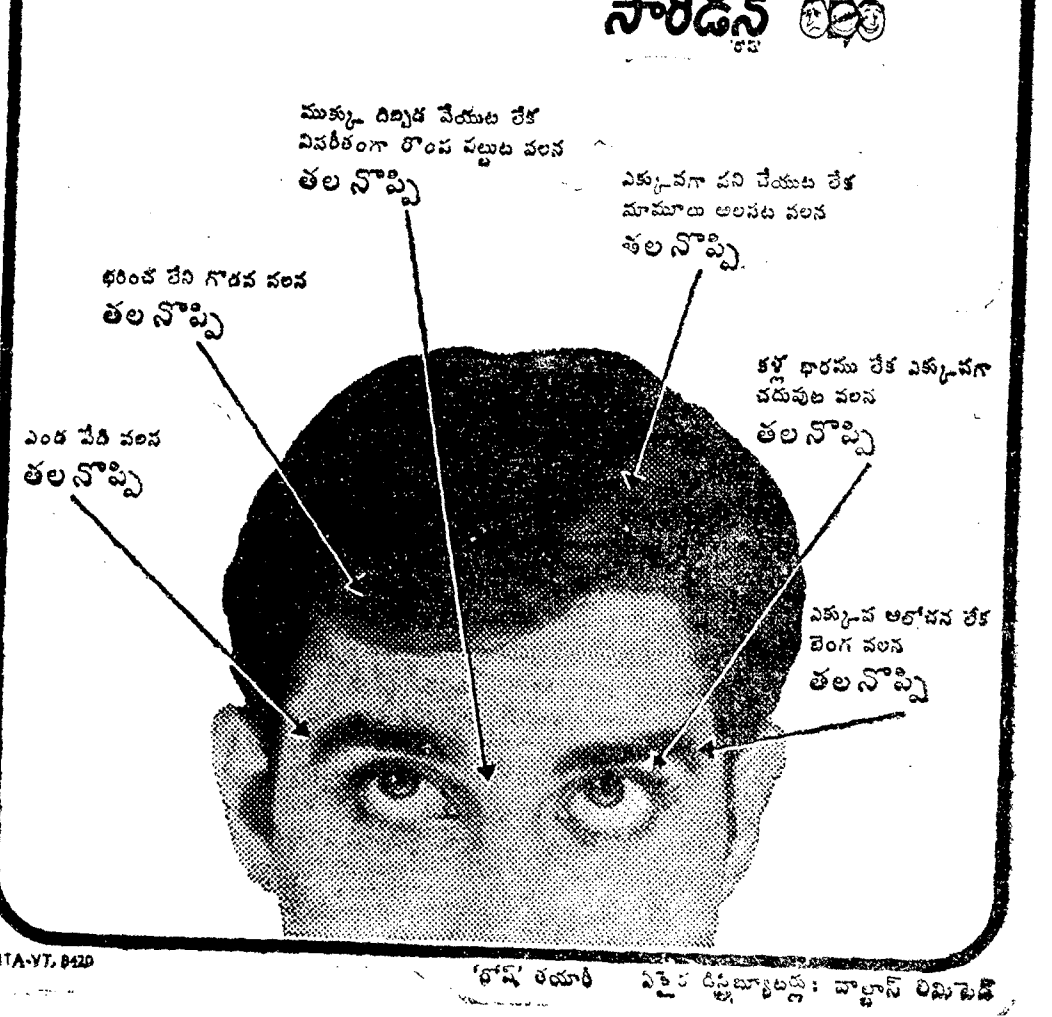 సారిడన్
'రోష్'
ముక్కు దిబ్బిడ వేయుట లేక
విపరీతంగా రొంప పట్టుట వలన
తల నొప్పి
ఎక్కువగా పని చేయుట లేక
మామూలు అలసట వలన
తల నొప్పి
భరించ లేని గొడవ వలన
తల నొప్పి
కళ్ల భారము లేక ఎక్కువగా
చదువుట వలన
తల నొప్పి
ఎండ వేడి వలన
తల నొప్పి
ఎక్కువ ఆలోచన లేక
బెంగ వలన
తల నొప్పి
TA-VT. 8420
'రోష్' తయారీ ఏకైక డిస్ట్రిబ్యూటర్లు: వోల్టాస్ లిమిటెడ్